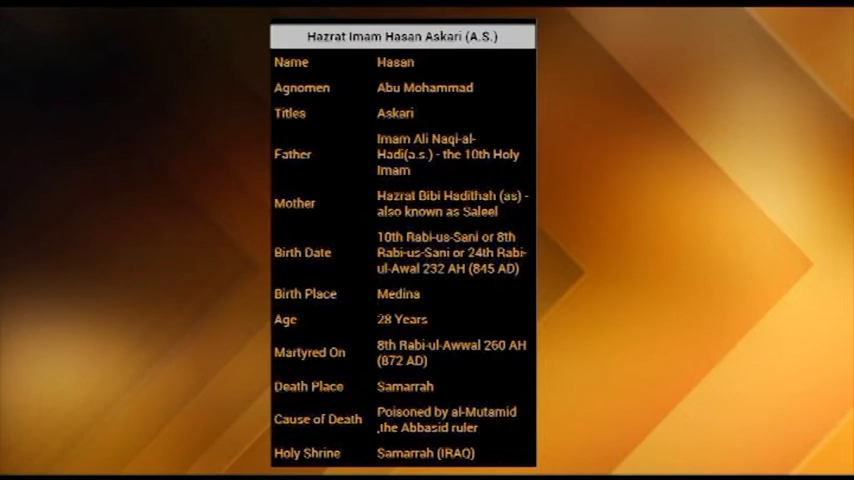 Hazrat Imam Hasan Askari (A.S.)
Name Hasan
Agnomen Abu Mohammad
Titles Askari
Father Imam Ali Naqi-al-
Hadi(a.s.) - the 10th Holy
Imam
Mother Hazrat Bibi Hadithah (as) -
also known as Saleel
Birth Date 10th Rabi-us-Sani or 8th
Rabi-us-Sani or 24th Rabi-
ul-Awal 232 AH (845 AD)
Birth Place Medina
Age 28 Years
Martyred On 8th Rabi-ul-Awwal 260 AH
(872 AD)
Death Place Samarrah
Cause of Death Poisoned by al-Mutamid
,the Abbasid ruler
Holy Shrine Samarrah (IRAQ)